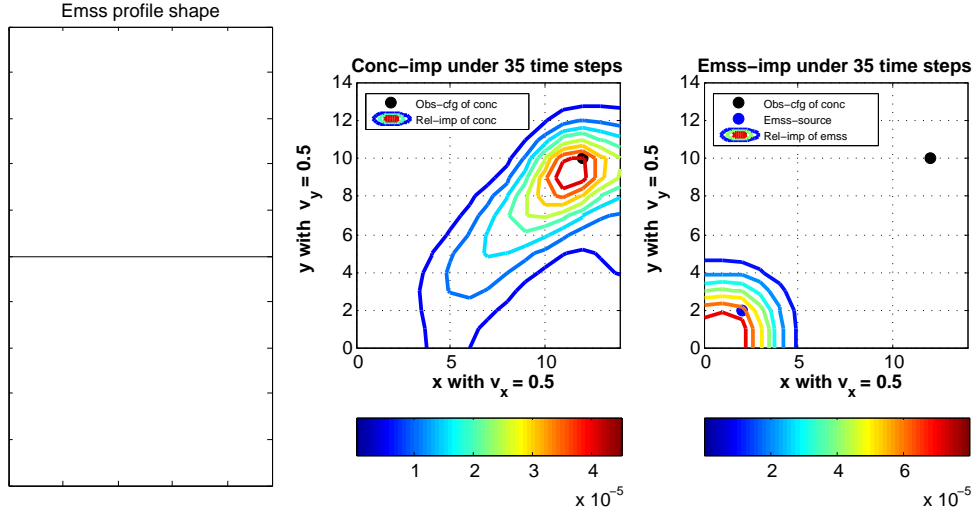 Emss profile shape
Conc-imp under 35 time steps
14
12
10
8
6
4
2
0
0
5
10
y with v_y = 0.5
x with v_x = 0.5
Obs-cfg of conc
Rel-imp of conc
1
2
3
4
x 10^-5
Emss-imp under 35 time steps
14
12
10
8
6
4
2
0
0
5
10
y with v_y = 0.5
x with v_x = 0.5
Obs-cfg of conc
Emss-source
Rel-imp of emss
2
4
6
x 10^-5